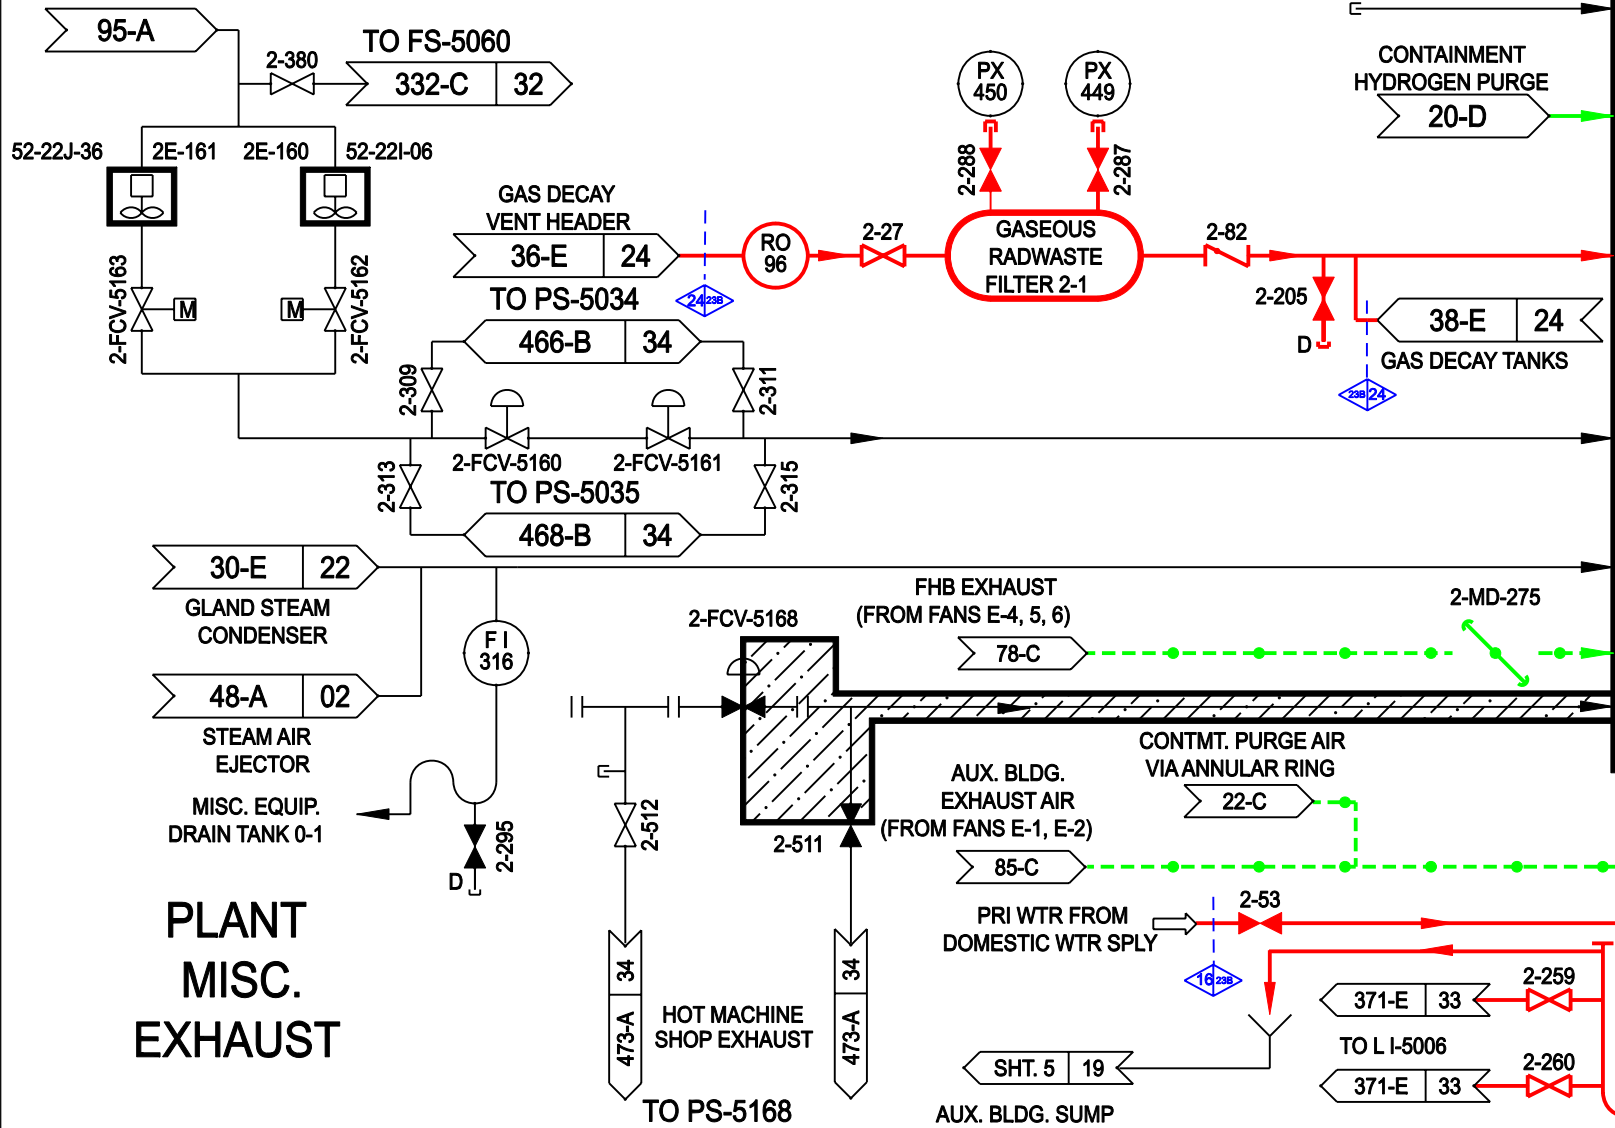 95-A
TO FS-5060
2-380
332-C 32
52-22J-36
2E-161
2E-160
52-22I-06
2-FCV-5163
M
M
2-FCV-5162
GAS DECAY
VENT HEADER
36-E 24
24 23B
RO
96
2-27
PX
450
PX
449
2-288
2-287
GASEOUS
RADWASTE
FILTER 2-1
2-82
2-205
D
CONTAINMENT
HYDROGEN PURGE
20-D
38-E 24
GAS DECAY TANKS
23B 24
TO PS-5034
466-B 34
2-309
2-311
2-FCV-5160
2-FCV-5161
2-313
2-315
TO PS-5035
468-B 34
30-E 22
GLAND STEAM
CONDENSER
F I
316
48-A 02
STEAM AIR
EJECTOR
MISC. EQUIP.
DRAIN TANK 0-1
2-295
D
PLANT
MISC.
EXHAUST
2-FCV-5168
FHB EXHAUST
(FROM FANS E-4, 5, 6)
78-C
2-MD-275
CONTMT. PURGE AIR
VIA ANNULAR RING
22-C
AUX. BLDG.
EXHAUST AIR
(FROM FANS E-1, E-2)
85-C
2-512
2-511
34
473-A
34
473-A
HOT MACHINE
SHOP EXHAUST
TO PS-5168
PRI WTR FROM
DOMESTIC WTR SPLY
2-53
16 23B
2-259
371-E 33
TO L I-5006
2-260
371-E 33
SHT. 5 19
AUX. BLDG. SUMP